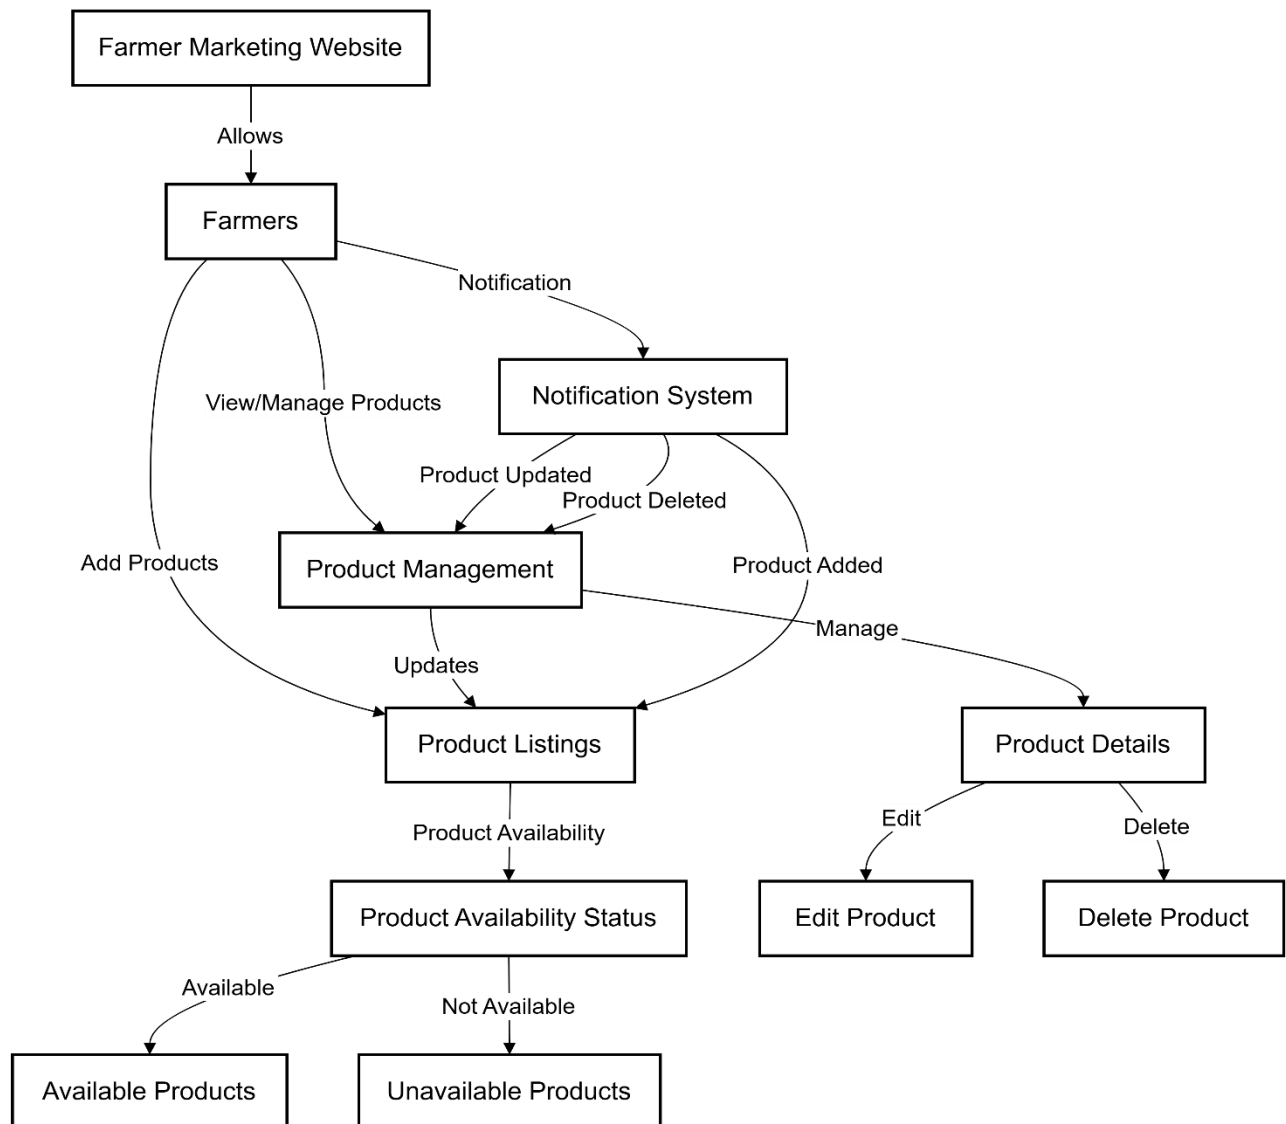 Farmer Marketing Website
Allows
Farmers
Notification
Notification System
View/Manage Products
Product Updated
Product Deleted
Add Products
Product Management
Product Added
Manage
Updates
Product Listings
Product Details
Product Availability
Edit
Delete
Product Availability Status
Edit Product
Delete Product
Available
Not Available
Available Products
Unavailable Products